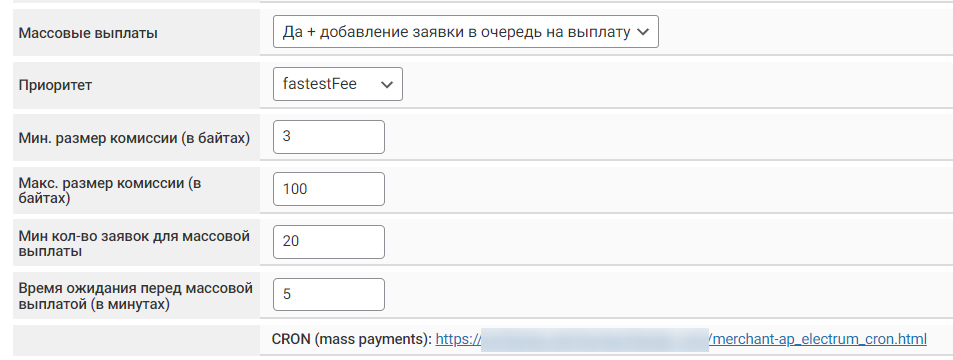 Массовые выплаты
Да + добавление заявки в очередь на выплату
Приоритет
fastestFee
Мин. размер комиссии (в байтах)
3
Макс. размер комиссии (в
байтах)
100
Мин кол-во заявок для массовой
выплаты
20
Время ожидания перед массовой
выплатой (в минутах)
5
CRON (mass payments): https:// /merchant-ap_electrum_cron.html